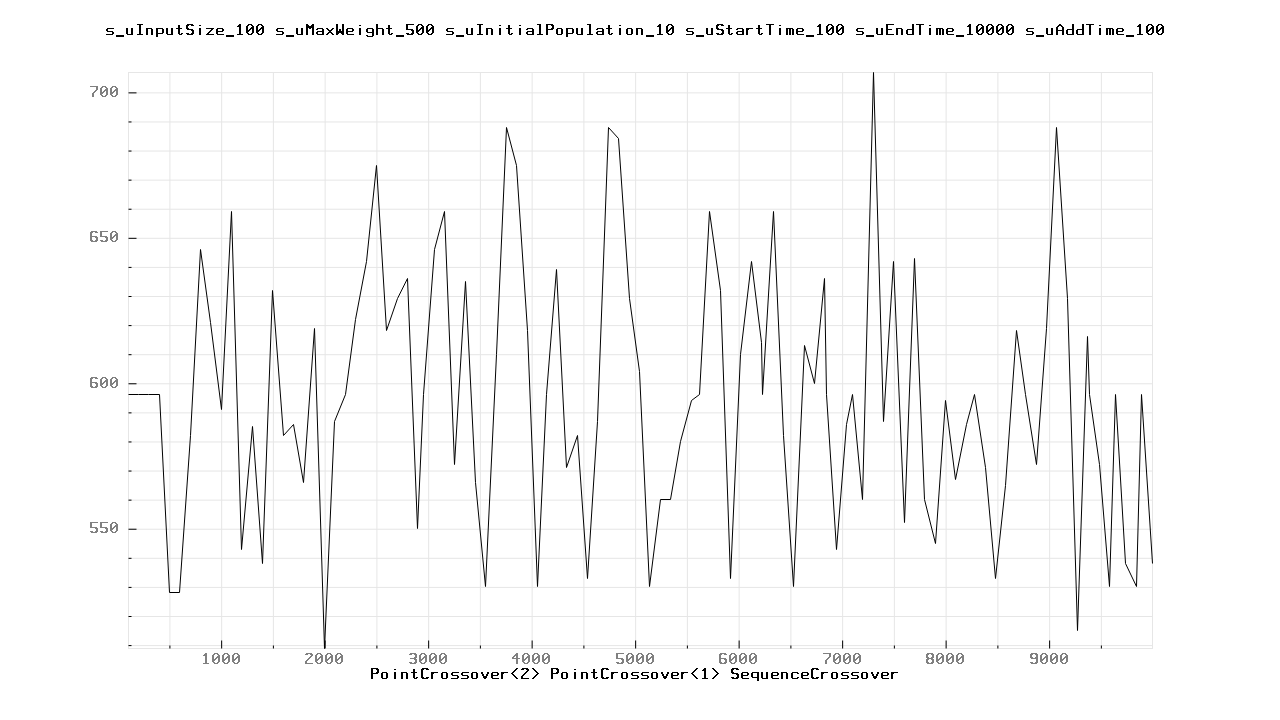 s_uInputSize_100 s_uMaxWeight_500 s_uInitialPopulation_10 s_uStartTime_100 s_uEndTime_10000 s_uAddTime_100
700
650
600
550
1000 2000 3000 4000 5000 6000 7000 8000 9000
PointCrossover<2> PointCrossover<1> SequenceCrossover